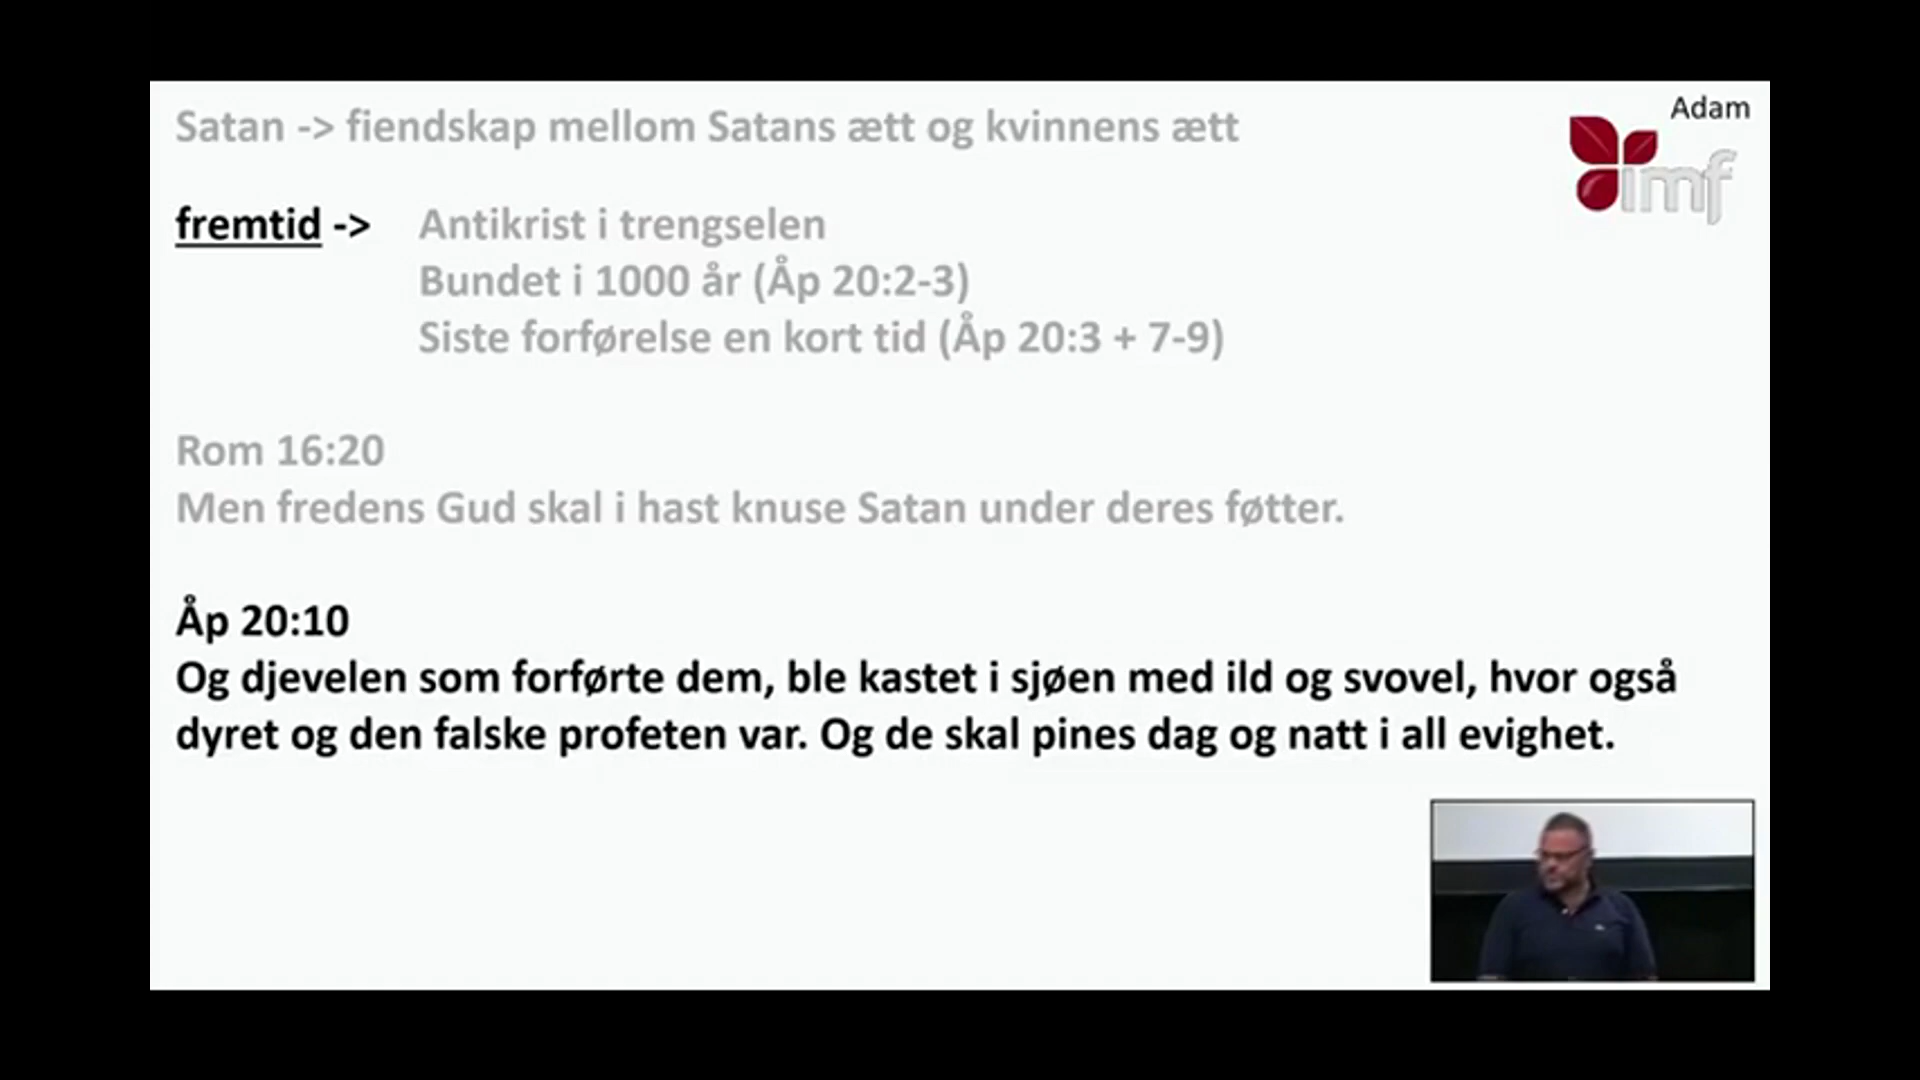 Adam
imf
Satan -> fiendskap mellom Satans ætt og kvinnens ætt
fremtid -> Antikrist i trengselen
Bundet i 1000 år (Åp 20:2-3)
Siste forførelse en kort tid (Åp 20:3 + 7-9)
Rom 16:20
Men fredens Gud skal i hast knuse Satan under deres føtter.
Åp 20:10
Og djevelen som forførte dem, ble kastet i sjøen med ild og svovel, hvor også
dyret og den falske profeten var. Og de skal pines dag og natt i all evighet.